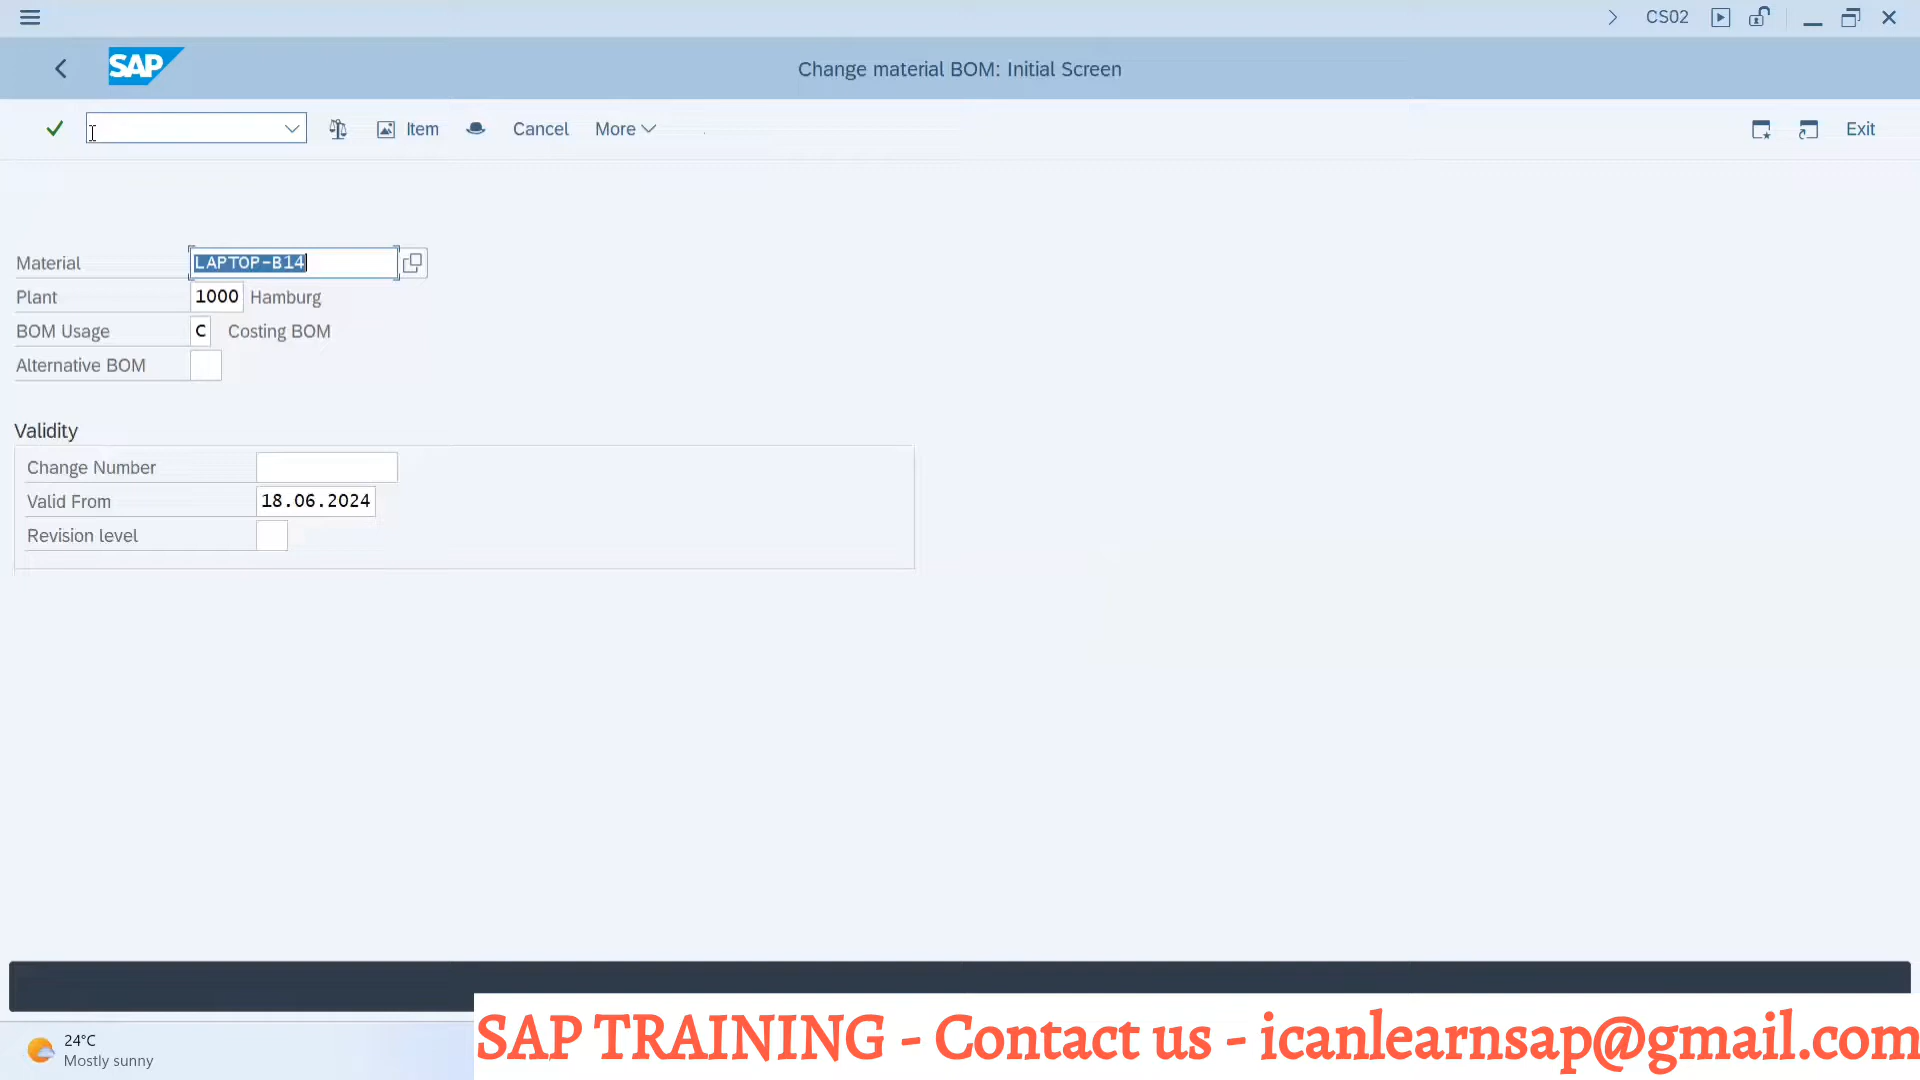 CS02
SAP
Change material BOM: Initial Screen
Item
Cancel
More
Exit
Material
LAPTOP-B14
Plant
1000
Hamburg
BOM Usage
C
Costing BOM
Alternative BOM
Validity
Change Number
Valid From
18.06.2024
Revision level
24°C
Mostly sunny
SAP TRAINING - Contact us - icanlearnsap@gmail.com